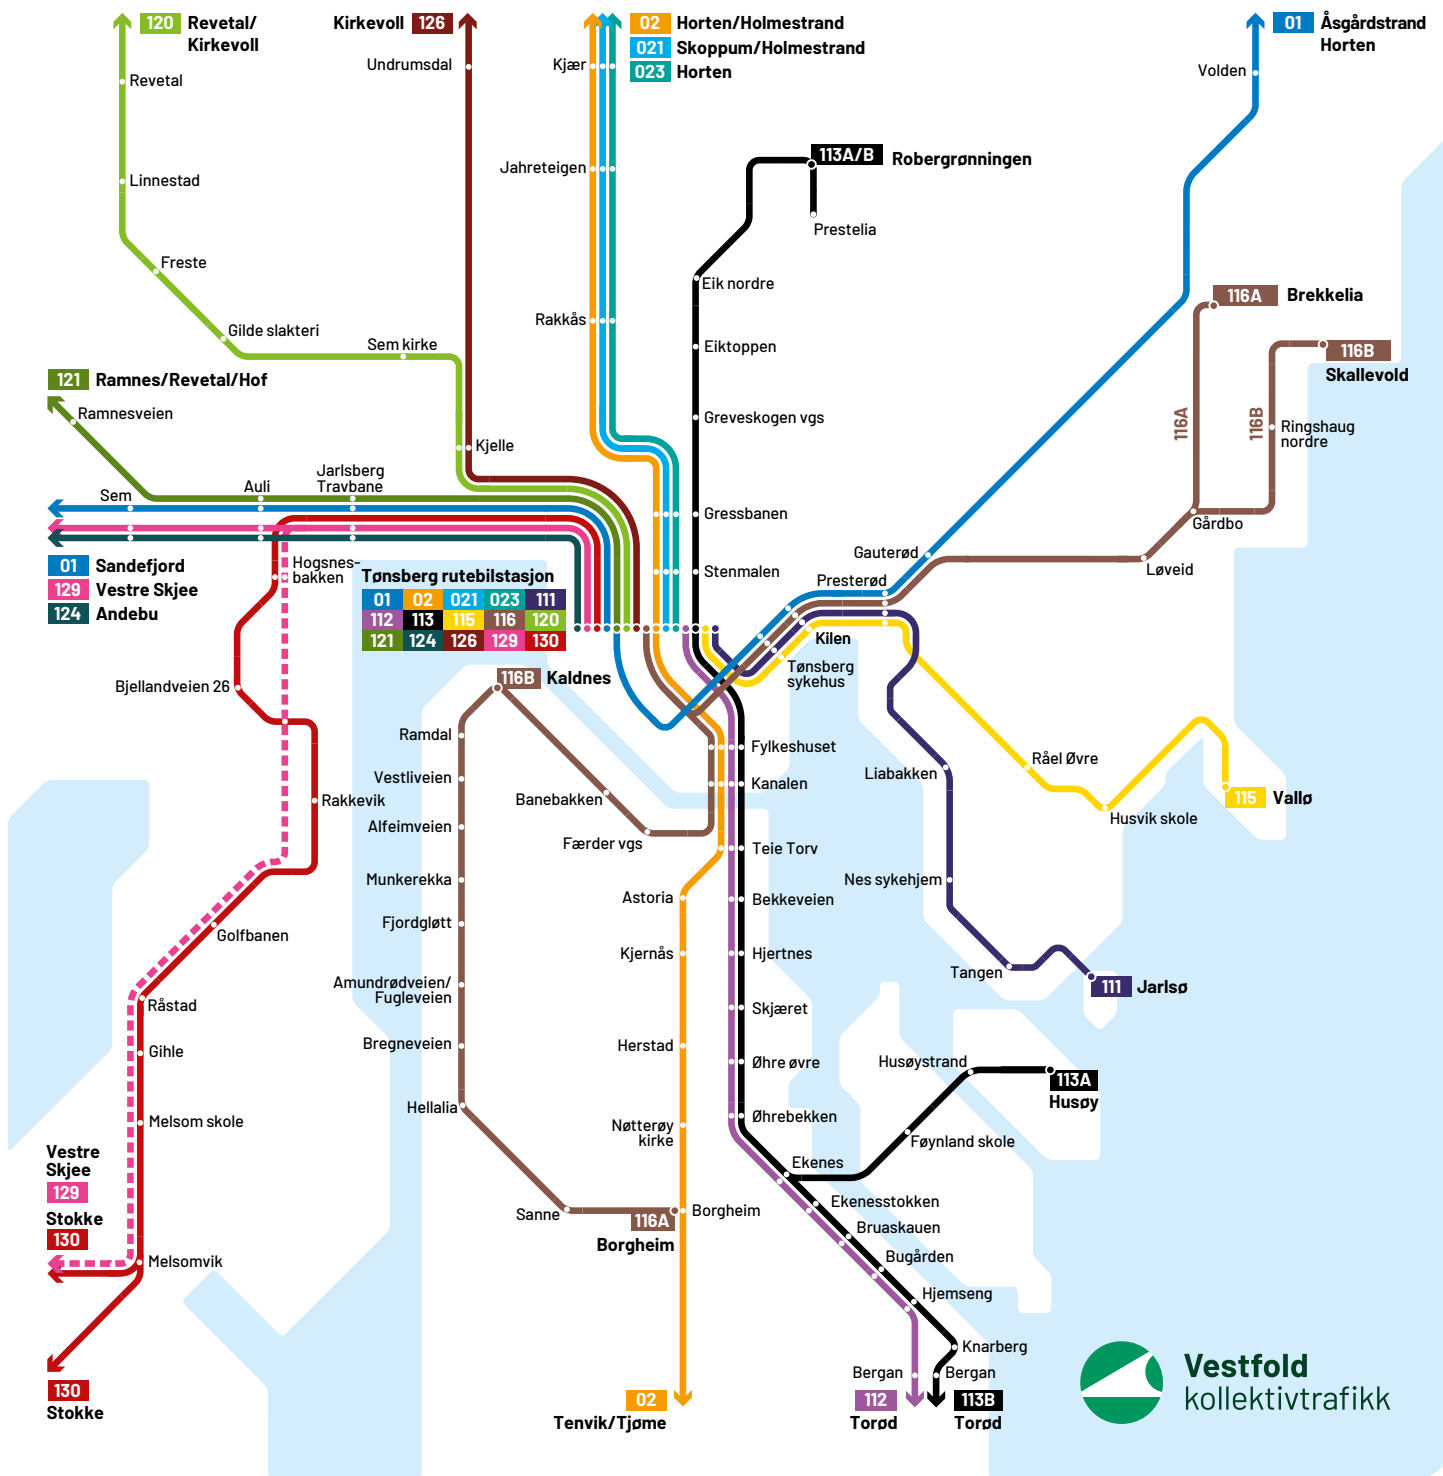 120 Revetal/
Kirkevoll
Kirkevoll 126
02 Horten/Holmestrand
021 Skoppum/Holmestrand
023 Horten
01 Åsgårdstrand
Horten
Revetal
Undrumsdal
Kjær
Volden
Linnestad
Jahreteigen
113A/B Robergrønningen
Prestelia
Freste
Eik nordre
Gilde slakteri
Sem kirke
Rakkås
Eiktoppen
116A Brekkelia
116B
Skallevold
121 Ramnes/Revetal/Hof
Ramnesveien
Greveskogen vgs
116A
116B
Ringshaug
nordre
Kjelle
Sem
Auli
Jarlsberg
Travbane
Gressbanen
Gårdbo
Gauterød
Løveid
01 Sandefjord
129 Vestre Skjee
124 Andebu
Hogsnes-
bakken
Tønsberg rutebilstasjon
01 02 021 023 111
112 113 115 116 120
121 124 126 129 130
Stenmalen
Presterød
Kilen
Tønsberg
sykehus
Bjellandveien 26
116B Kaldnes
Ramdal
Fylkeshuset
Vestliveien
Banebakken
Kanalen
Liabakken
Råel Øvre
Rakkevik
Alfeimveien
Færder vgs
Teie Torv
Husvik skole
115 Vallø
Munkerekka
Astoria
Bekkeveien
Nes sykehjem
Fjordgløtt
Golfbanen
Kjernås
Hjertnes
Tangen
111 Jarlsø
Amundrødveien/
Fugleveien
Råstad
Skjæret
Gihle
Bregneveien
Herstad
Øhre øvre
Husøystrand
113A
Husøy
Hellalia
Melsom skole
Nøtterøy
kirke
Øhrebekken
Føynland skole
Vestre
Skjee
129
Stokke
130
Ekenes
Ekenesstokken
Sanne
116A
Borgheim
Borgheim
Bruaskauen
Bugården
Melsomvik
Hjemseng
Knarberg
Bergan
Bergan
130
Stokke
02
Tenvik/Tjøme
112
Torød
113B
Torød
Vestfold
kollektivtrafikk